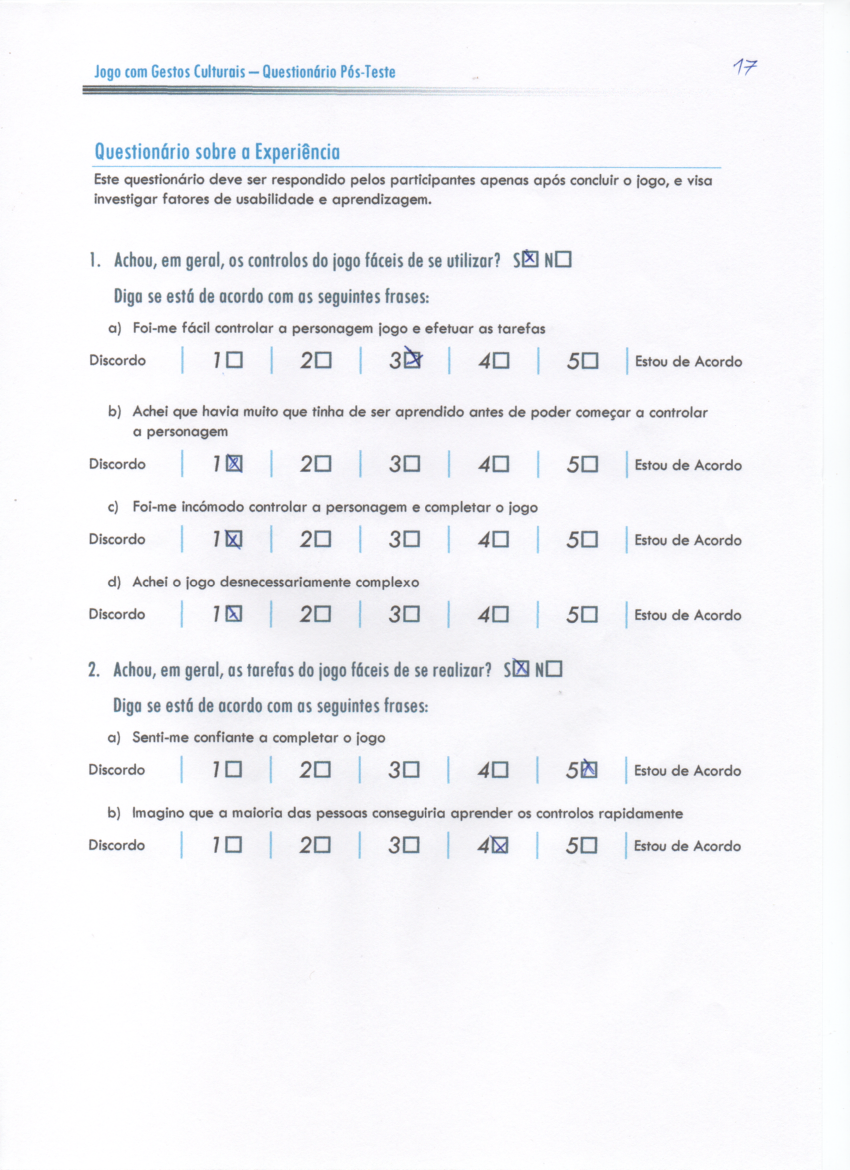 Jogo com Gestos Culturais – Questionário Pós-Teste
17
Questionário sobre a Experiência
Este questionário deve ser respondido pelos participantes apenas após concluir o jogo, e visa
investigar fatores de usabilidade e aprendizagem.
1. Achou, em geral, os controlos do jogo fáceis de se utilizar? S☒ N☐
Diga se está de acordo com as seguintes frases:
a) Foi-me fácil controlar a personagem jogo e efetuar as tarefas
Discordo | 1☐ | 2☐ | 3☒ | 4☐ | 5☐ | Estou de Acordo
b) Achei que havia muito que tinha de ser aprendido antes de poder começar a controlar
a personagem
Discordo | 1☒ | 2☐ | 3☐ | 4☐ | 5☐ | Estou de Acordo
c) Foi-me incómodo controlar a personagem e completar o jogo
Discordo | 1☒ | 2☐ | 3☐ | 4☐ | 5☐ | Estou de Acordo
d) Achei o jogo desnecessariamente complexo
Discordo | 1☒ | 2☐ | 3☐ | 4☐ | 5☐ | Estou de Acordo
2. Achou, em geral, as tarefas do jogo fáceis de se realizar? S☒ N☐
Diga se está de acordo com as seguintes frases:
a) Senti-me confiante a completar o jogo
Discordo | 1☐ | 2☐ | 3☐ | 4☐ | 5☒ | Estou de Acordo
b) Imagino que a maioria das pessoas conseguiria aprender os controlos rapidamente
Discordo | 1☐ | 2☐ | 3☐ | 4☒ | 5☐ | Estou de Acordo